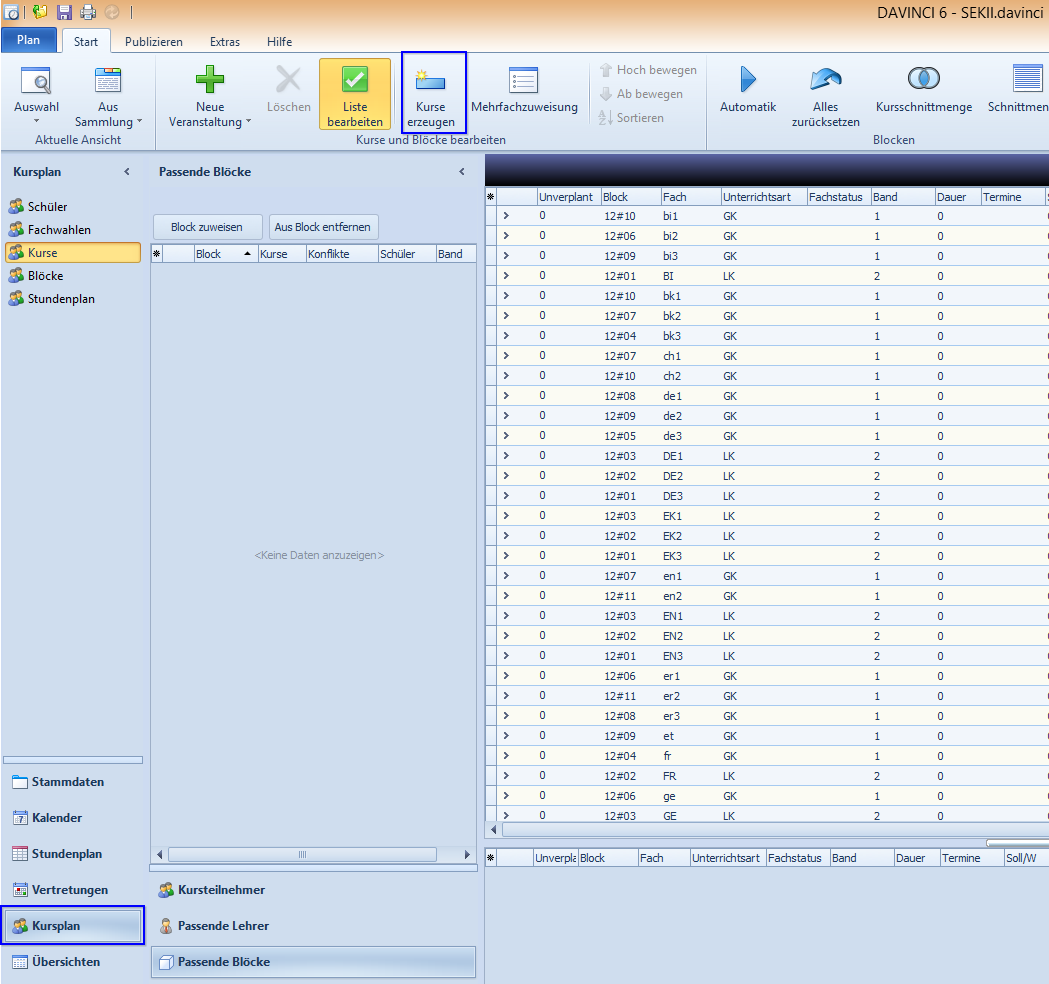 DAVINCI 6 - SEKII.davinci
Plan Start Publizieren Extras Hilfe
Auswahl
Aus Sammlung
Neue Veranstaltung
Löschen
Liste bearbeiten
Kurse erzeugen
Mehrfachzuweisung
Hoch bewegen
Ab bewegen
Sortieren
Automatik
Alles zurücksetzen
Kursschnittmenge
Schnittmen
Aktuelle Ansicht
Kurse und Blöcke bearbeiten
Blocken
Kursplan
Schüler
Fachwahlen
Kurse
Blöcke
Stundenplan
Stammdaten
Kalender
Stundenplan
Vertretungen
Kursplan
Übersichten
Passende Blöcke
Block zuweisen Aus Block entfernen
Block Kurse Konflikte Schüler Band
<Keine Daten anzuzeigen>
Kursteilnehmer
Passende Lehrer
Passende Blöcke
Unverplant Block Fach Unterrichtsart Fachstatus Band Dauer Termine
0 12#10 bi1 GK 1 0
0 12#06 bi2 GK 1 0
0 12#09 bi3 GK 1 0
0 12#01 BI LK 2 0
0 12#10 bk1 GK 1 0
0 12#07 bk2 GK 1 0
0 12#04 bk3 GK 1 0
0 12#07 ch1 GK 1 0
0 12#10 ch2 GK 1 0
0 12#08 de1 GK 1 0
0 12#09 de2 GK 1 0
0 12#05 de3 GK 1 0
0 12#03 DE1 LK 2 0
0 12#02 DE2 LK 2 0
0 12#01 DE3 LK 2 0
0 12#03 EK1 LK 2 0
0 12#02 EK2 LK 2 0
0 12#01 EK3 LK 2 0
0 12#07 en1 GK 1 0
0 12#11 en2 GK 1 0
0 12#03 EN1 LK 2 0
0 12#02 EN2 LK 2 0
0 12#01 EN3 LK 2 0
0 12#06 er1 GK 1 0
0 12#11 er2 GK 1 0
0 12#08 er3 GK 1 0
0 12#09 et GK 1 0
0 12#04 fr GK 1 0
0 12#02 FR LK 2 0
0 12#06 ge GK 1 0
0 12#03 GE LK 2 0
Unverpla Block Fach Unterrichtsart Fachstatus Band Dauer Termine Soll/W